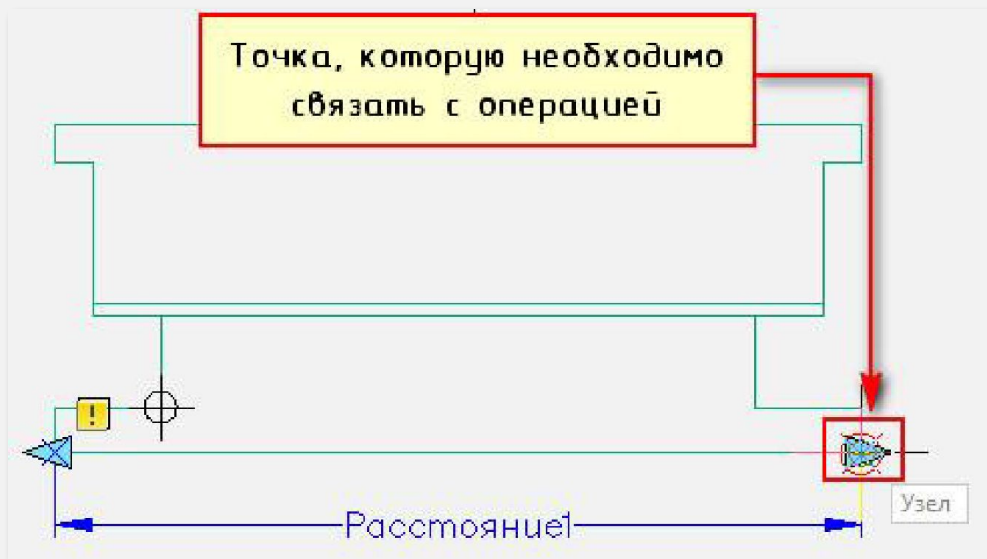 Точка, которую необходимо
связать с операцией
!
Узел
Расстояние1